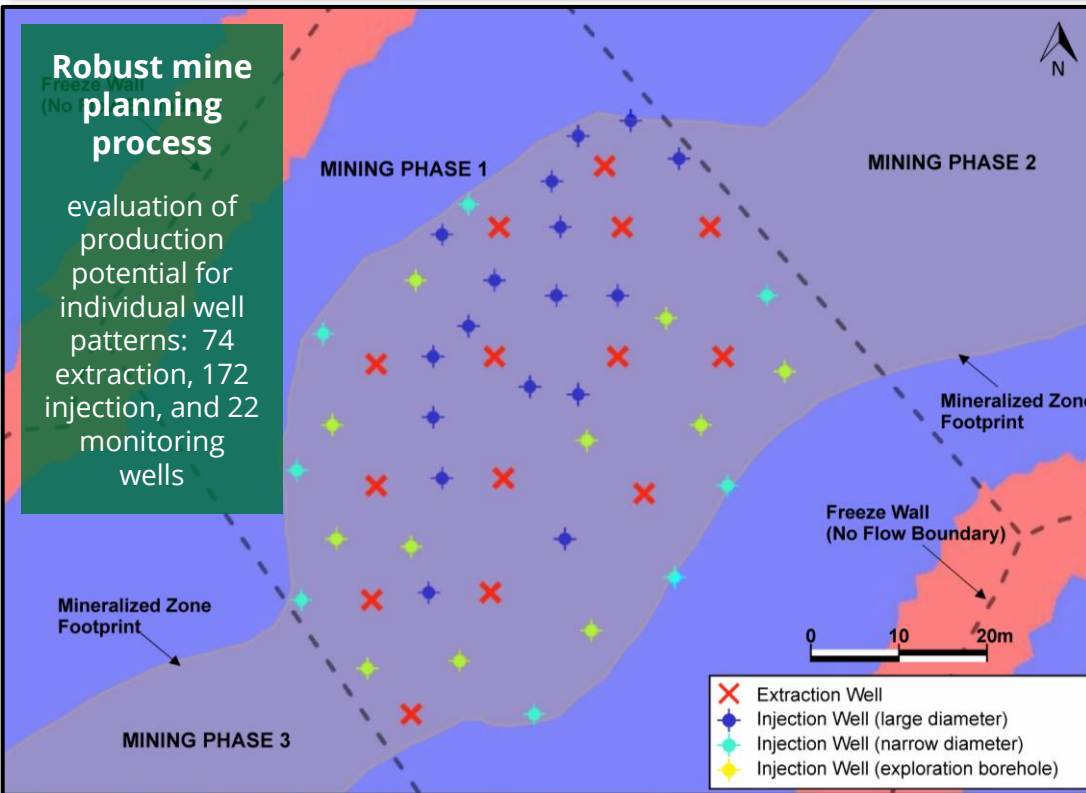 Robust mine
planning
process
evaluation of
production
potential for
individual well
patterns: 74
extraction, 172
injection, and 22
monitoring
wells
Freeze Wall
(No F
MINING PHASE 1
MINING PHASE 2
N
Mineralized Zone
Footprint
Freeze Wall
(No Flow Boundary)
Mineralized Zone
Footprint
MINING PHASE 3
0 10 20m
Extraction Well
Injection Well (large diameter)
Injection Well (narrow diameter)
Injection Well (exploration borehole)